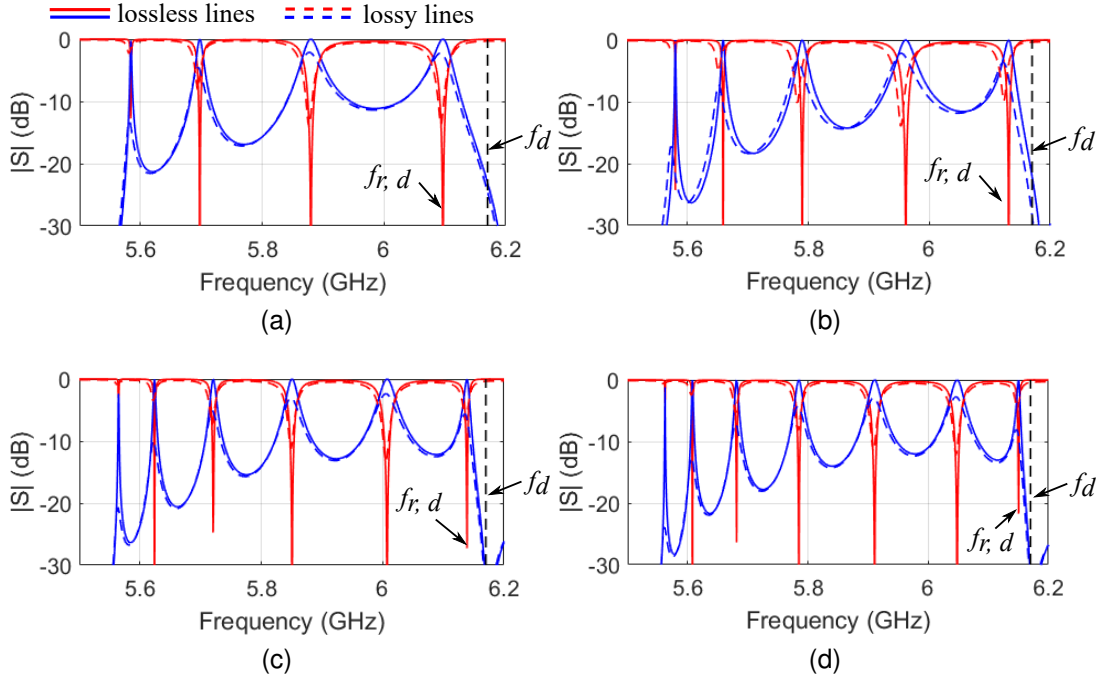 lossless lines lossy lines
0
-10
-20
-30
|S| (dB)
fd
fr, d
5.6 5.8 6 6.2
Frequency (GHz)
(a)
0
-10
-20
-30
|S| (dB)
fd
fr, d
5.6 5.8 6 6.2
Frequency (GHz)
(b)
0
-10
-20
-30
|S| (dB)
fd
fr, d
5.6 5.8 6 6.2
Frequency (GHz)
(c)
0
-10
-20
-30
|S| (dB)
fd
fr, d
5.6 5.8 6 6.2
Frequency (GHz)
(d)